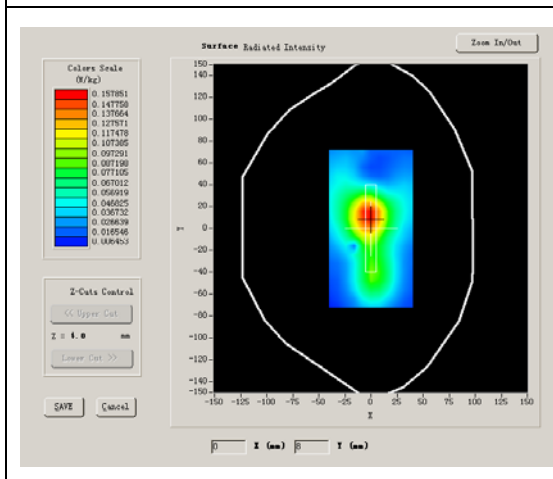 Surface Radiated Intensity
Zoom In/Out
Colors Scale
(W/kg)
0.157851
0.147758
0.137664
0.127571
0.117478
0.107385
0.097291
0.087198
0.077105
0.067012
0.056919
0.046825
0.036732
0.026639
0.016546
0.006453
150
140
120
100
80
60
40
20
0
-20
-40
-60
-80
-100
-120
-140
-150
Y
-150 -125 -100 -75 -50 -25 0 25 50 75 100 125 150
X
Z-Cuts Control
<< Upper Cut
Z = 4.0 mm
Lower Cut >>
SAVE Cancel
0 X (mm) 8 Y (mm)